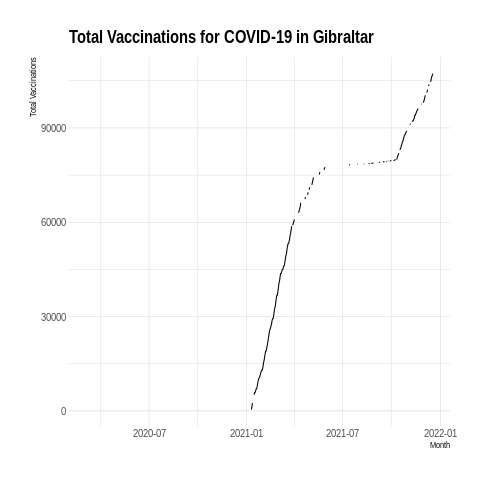 Total Vaccinations for COVID-19 in Gibraltar
Total Vaccinations
90000
60000
30000
0
2020-07 2021-01 2021-07 2022-01
Month